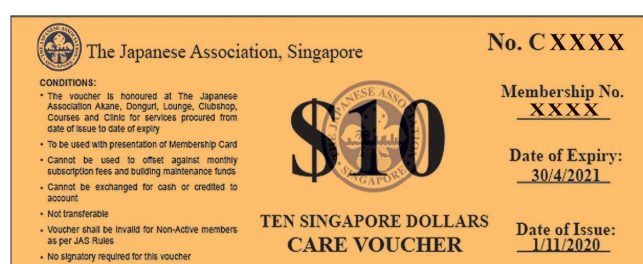 The Japanese Association, Singapore
No. C XXXX
CONDITIONS:
• The voucher is honoured at The Japanese
Association Akane, Donguri, Lounge, Clubshop,
Courses and Clinic for services procured from
date of issue to date of expiry
• To be used with presentation of Membership Card
• Cannot be used to offset against monthly
subscription fees and building maintenance funds
• Cannot be exchanged for cash or credited to
account
• Not transferable
• Voucher shall be invalid for Non-Active members
as per JAS Rules
• No signatory required for this voucher
$10
TEN SINGAPORE DOLLARS
CARE VOUCHER
Membership No.
XXXX
Date of Expiry:
30/4/2021
Date of Issue:
1/11/2020
THE JAPANESE ASSOCIATION
SINGAPORE